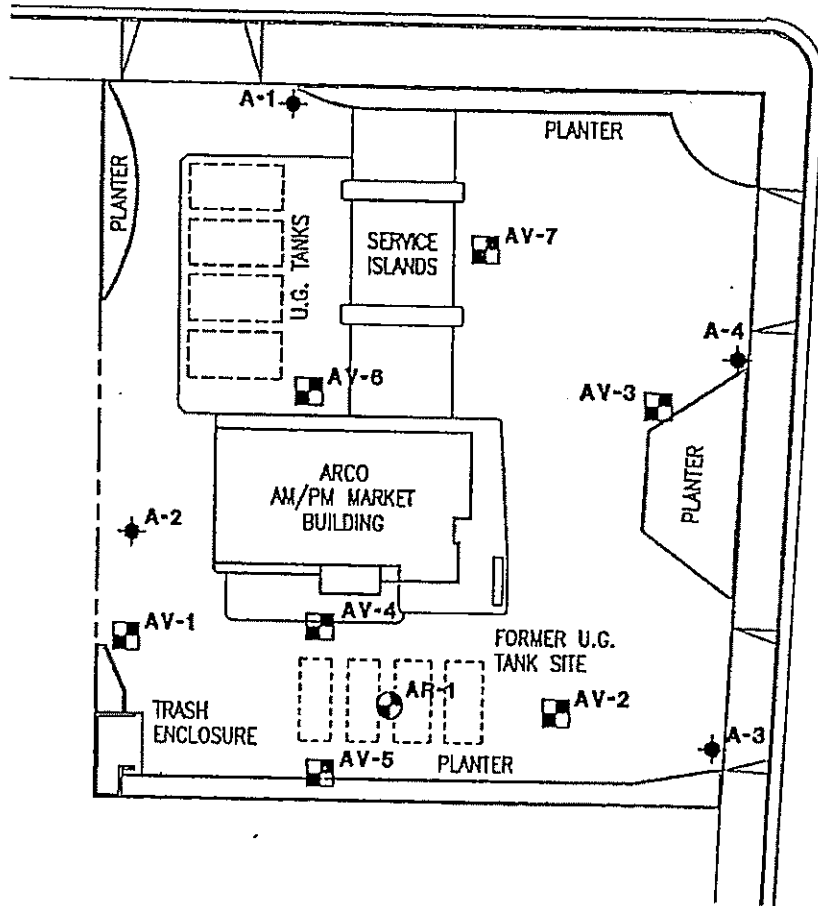 A-1
PLANTER
PLANTER
U.G. TANKS
SERVICE
ISLANDS
AV-7
A-4
AV-6
AV-3
ARCO
AM/PM MARKET
BUILDING
PLANTER
A-2
AV-1
AV-4
FORMER U.G.
TANK SITE
AR-1
AV-2
TRASH
ENCLOSURE
A-3
AV-5
PLANTER